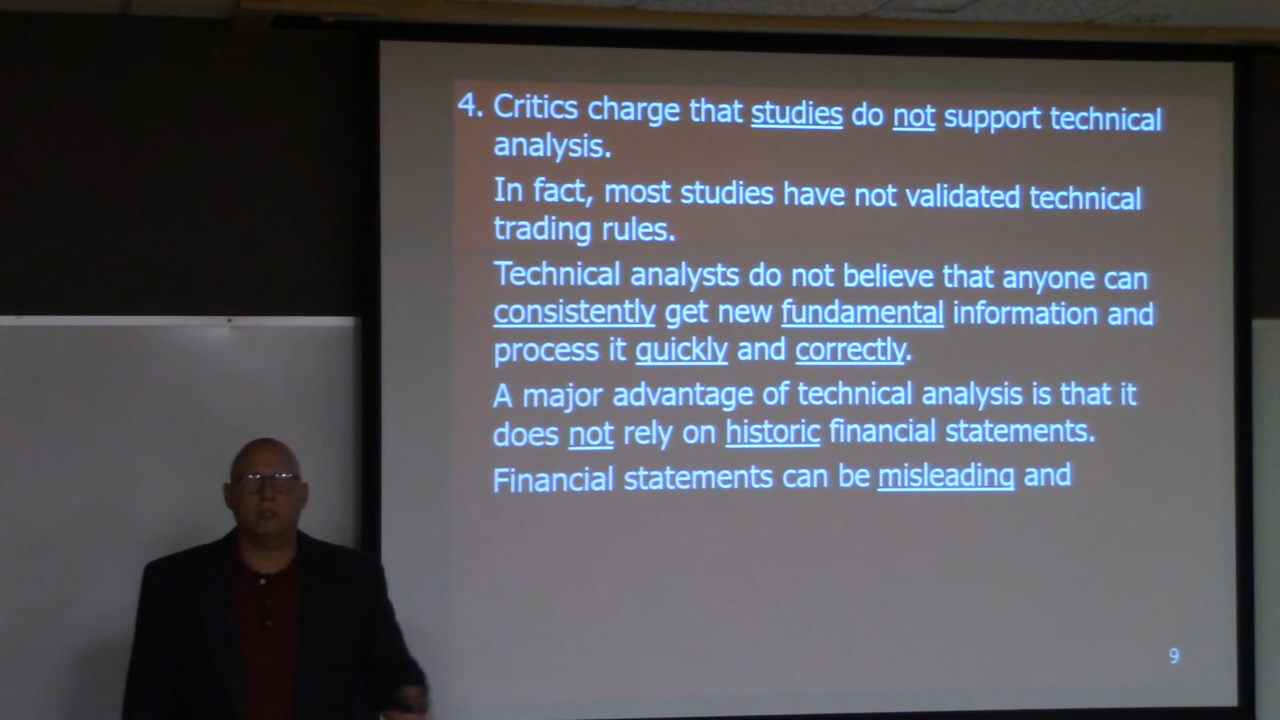 4. Critics charge that studies do not support technical
analysis.
In fact, most studies have not validated technical
trading rules.
Technical analysts do not believe that anyone can
consistently get new fundamental information and
process it quickly and correctly.
A major advantage of technical analysis is that it
does not rely on historic financial statements.
Financial statements can be misleading and
9